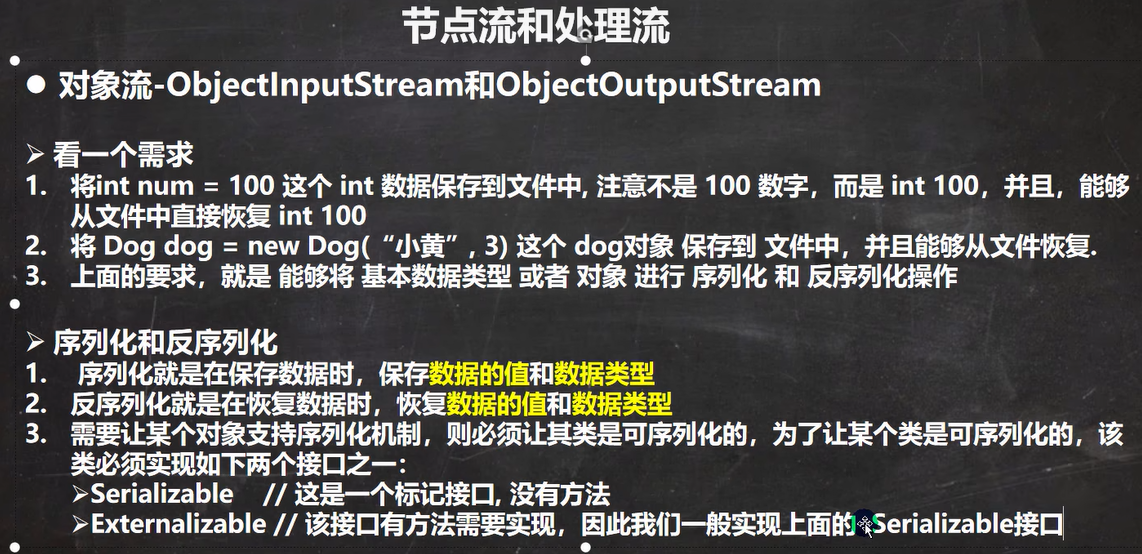 节点流和处理流
● 对象流-ObjectInputStream和ObjectOutputStream
➢ 看一个需求
1. 将int num = 100 这个 int 数据保存到文件中, 注意不是 100 数字，而是 int 100，并且，能够
从文件中直接恢复 int 100
2. 将 Dog dog = new Dog(“小黄”, 3) 这个 dog对象 保存到 文件中，并且能够从文件恢复.
3. 上面的要求，就是 能够将 基本数据类型 或者 对象 进行 序列化 和 反序列化操作
➢ 序列化和反序列化
1. 序列化就是在保存数据时，保存数据的值和数据类型
2. 反序列化就是在恢复数据时，恢复数据的值和数据类型
3. 需要让某个对象支持序列化机制，则必须让其类是可序列化的，为了让某个类是可序列化的，该
类必须实现如下两个接口之一：
➢Serializable // 这是一个标记接口, 没有方法
➢Externalizable // 该接口有方法需要实现，因此我们一般实现上面的 Serializable接口